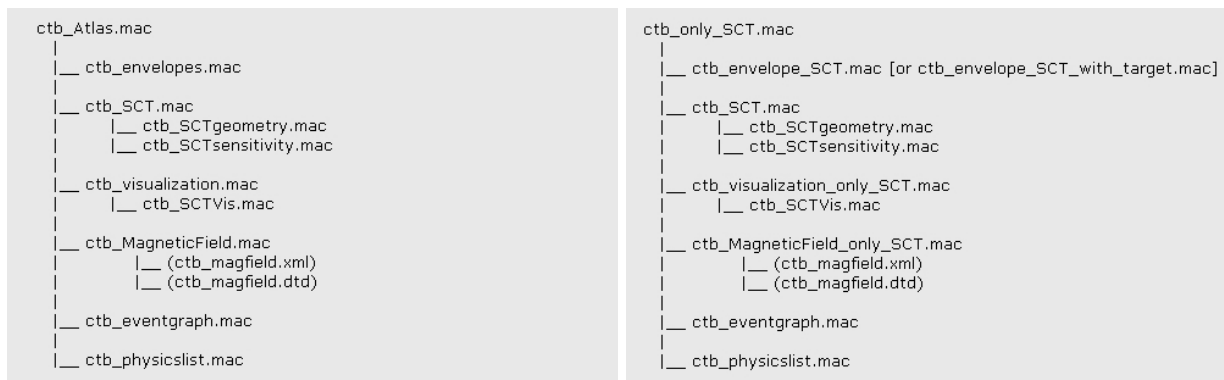 ctb_Atlas.mac
|__ ctb_envelopes.mac
|__ ctb_SCT.mac
|__ ctb_SCTgeometry.mac
|__ ctb_SCTsensitivity.mac
|__ ctb_visualization.mac
|__ ctb_SCTVis.mac
|__ ctb_MagneticField.mac
|__ (ctb_magfield.xml)
|__ (ctb_magfield.dtd)
|__ ctb_eventgraph.mac
|__ ctb_physicslist.mac
ctb_only_SCT.mac
|__ ctb_envelope_SCT.mac [or ctb_envelope_SCT_with_target.mac]
|__ ctb_SCT.mac
|__ ctb_SCTgeometry.mac
|__ ctb_SCTsensitivity.mac
|__ ctb_visualization_only_SCT.mac
|__ ctb_SCTVis.mac
|__ ctb_MagneticField_only_SCT.mac
|__ (ctb_magfield.xml)
|__ (ctb_magfield.dtd)
|__ ctb_eventgraph.mac
|__ ctb_physicslist.mac